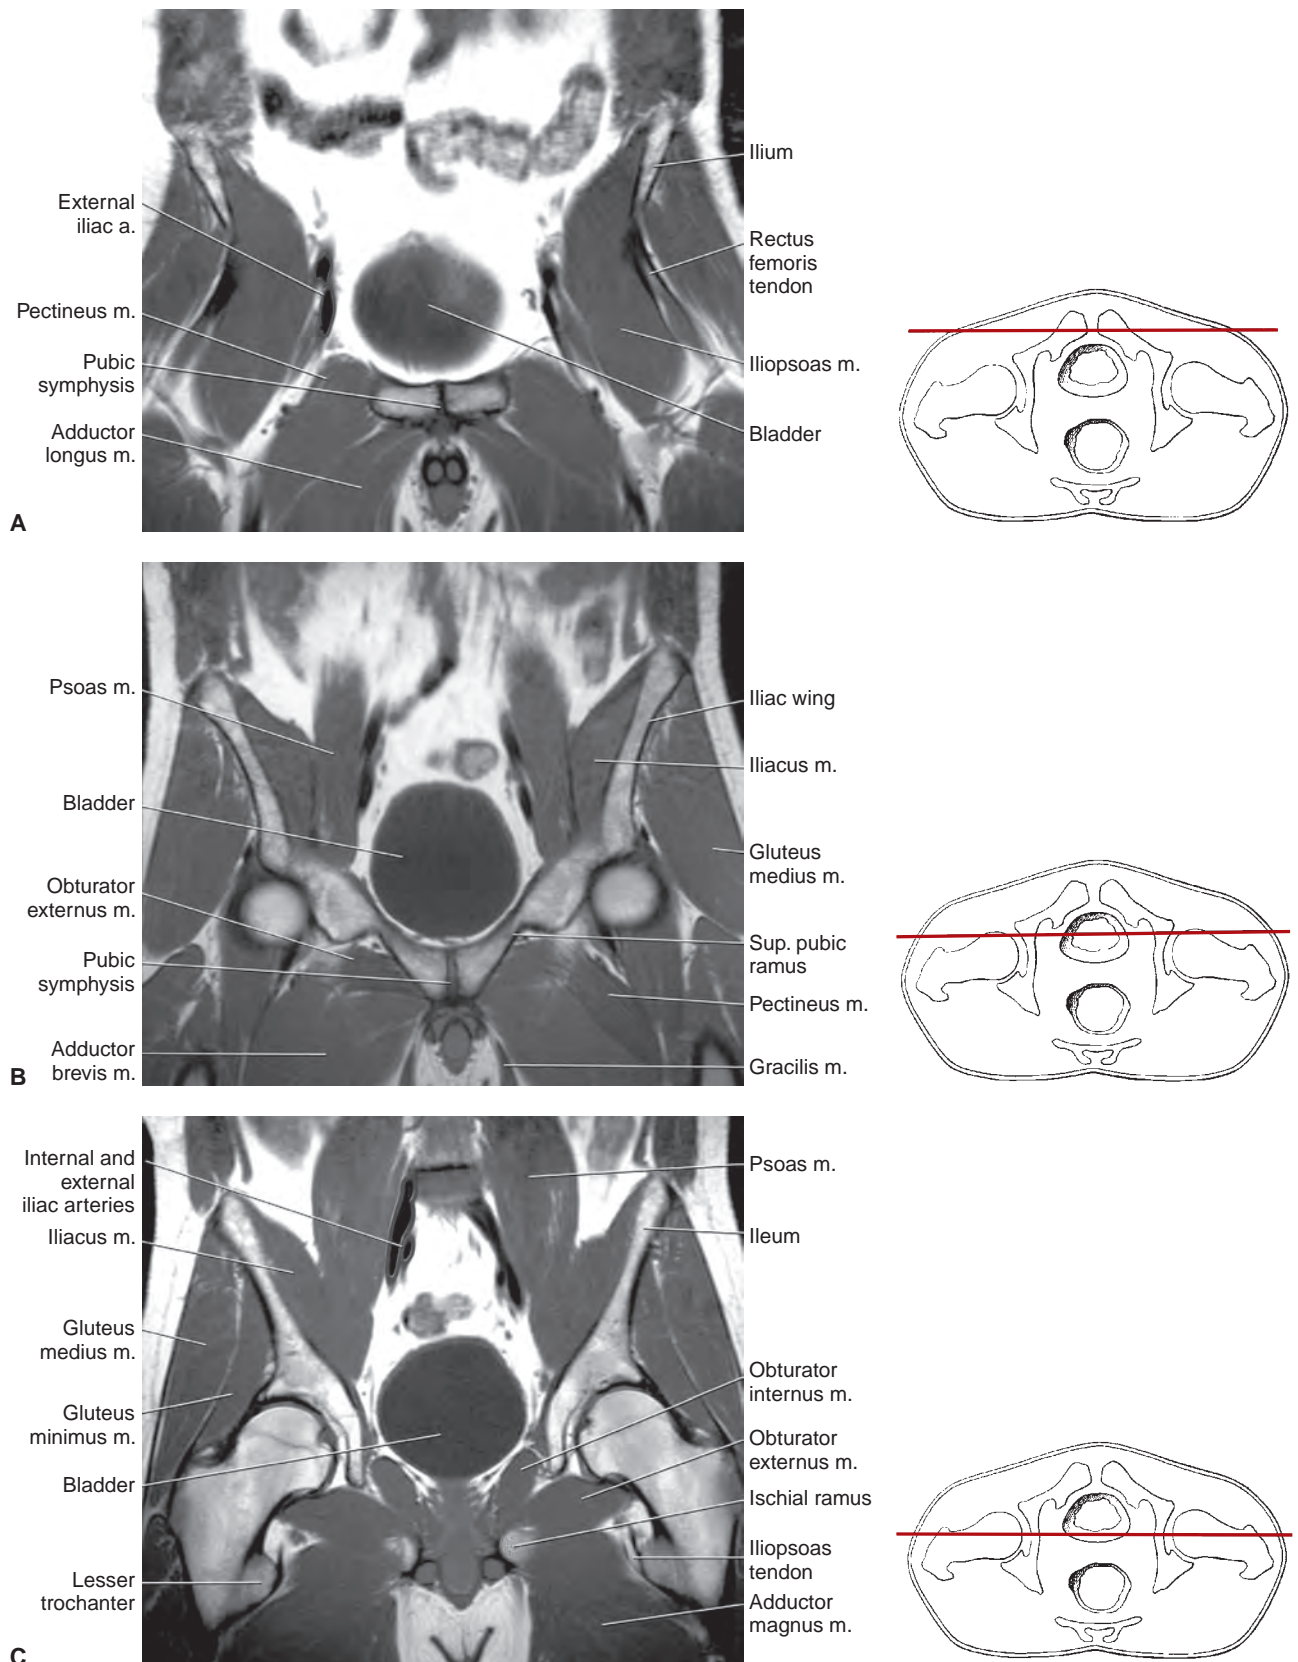 External
iliac a.
Pectineus m.
Pubic
symphysis
Adductor
longus m.
Ilium
Rectus
femoris
tendon
Iliopsoas m.
Bladder
A
Psoas m.
Bladder
Obturator
externus m.
Pubic
symphysis
Adductor
brevis m.
Iliac wing
Iliacus m.
Gluteus
medius m.
Sup. pubic
ramus
Pectineus m.
Gracilis m.
B
Internal and
external
iliac arteries
Iliacus m.
Gluteus
medius m.
Gluteus
minimus m.
Bladder
Lesser
trochanter
Psoas m.
Ileum
Obturator
internus m.
Obturator
externus m.
Ischial ramus
Iliopsoas
tendon
Adductor
magnus m.
C